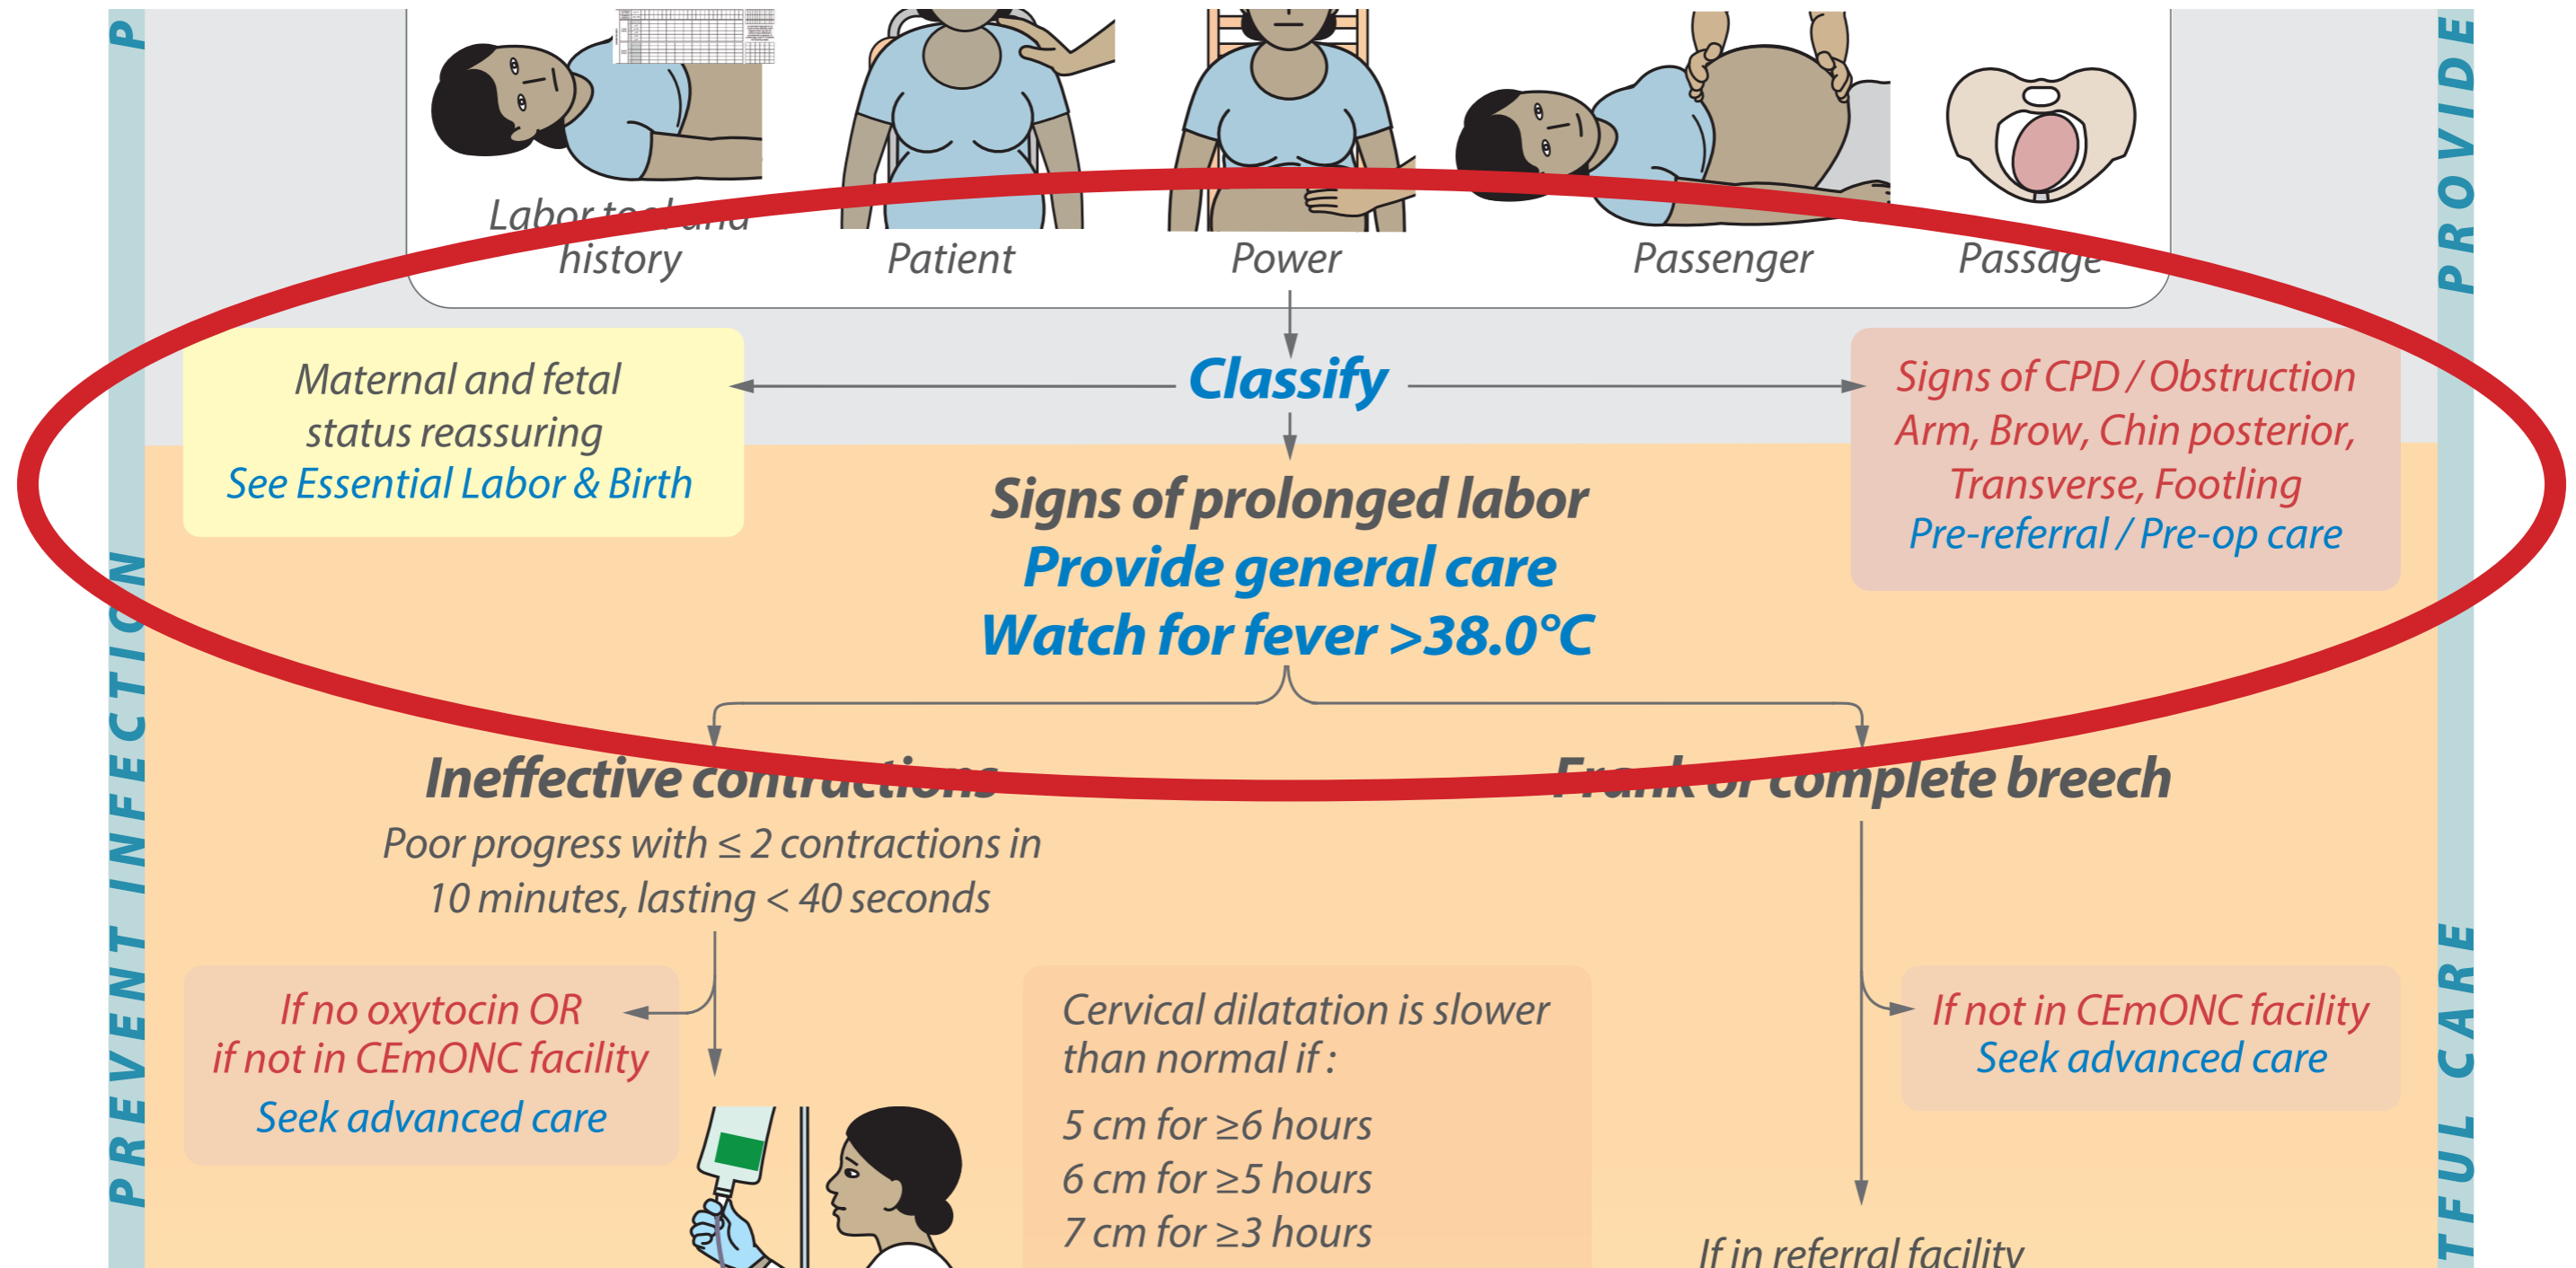 P
P
PROVIDE
Labor tool and
history
Patient
Power
Passenger
Passage
Classify
Maternal and fetal
status reassuring
See Essential Labor & Birth
Signs of CPD / Obstruction
Arm, Brow, Chin posterior,
Transverse, Footling
Pre-referral / Pre-op care
Signs of prolonged labor
Provide general care
Watch for fever >38.0°C
PREVENT INFECTION
Ineffective contractions
Poor progress with ≤ 2 contractions in
10 minutes, lasting < 40 seconds
Frank or complete breech
If no oxytocin OR
if not in CEmONC facility
Seek advanced care
Cervical dilatation is slower
than normal if :
5 cm for ≥6 hours
6 cm for ≥5 hours
7 cm for ≥3 hours
If not in CEmONC facility
Seek advanced care
If in referral facility
TFUL CARE